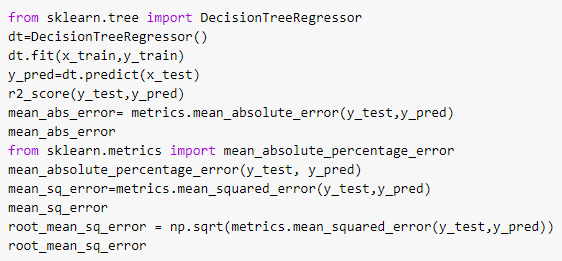 from sklearn.tree import DecisionTreeRegressor
dt=DecisionTreeRegressor()
dt.fit(x_train,y_train)
y_pred=dt.predict(x_test)
r2_score(y_test,y_pred)
mean_abs_error= metrics.mean_absolute_error(y_test,y_pred)
mean_abs_error
from sklearn.metrics import mean_absolute_percentage_error
mean_absolute_percentage_error(y_test, y_pred)
mean_sq_error=metrics.mean_squared_error(y_test,y_pred)
mean_sq_error
root_mean_sq_error = np.sqrt(metrics.mean_squared_error(y_test,y_pred))
root_mean_sq_error